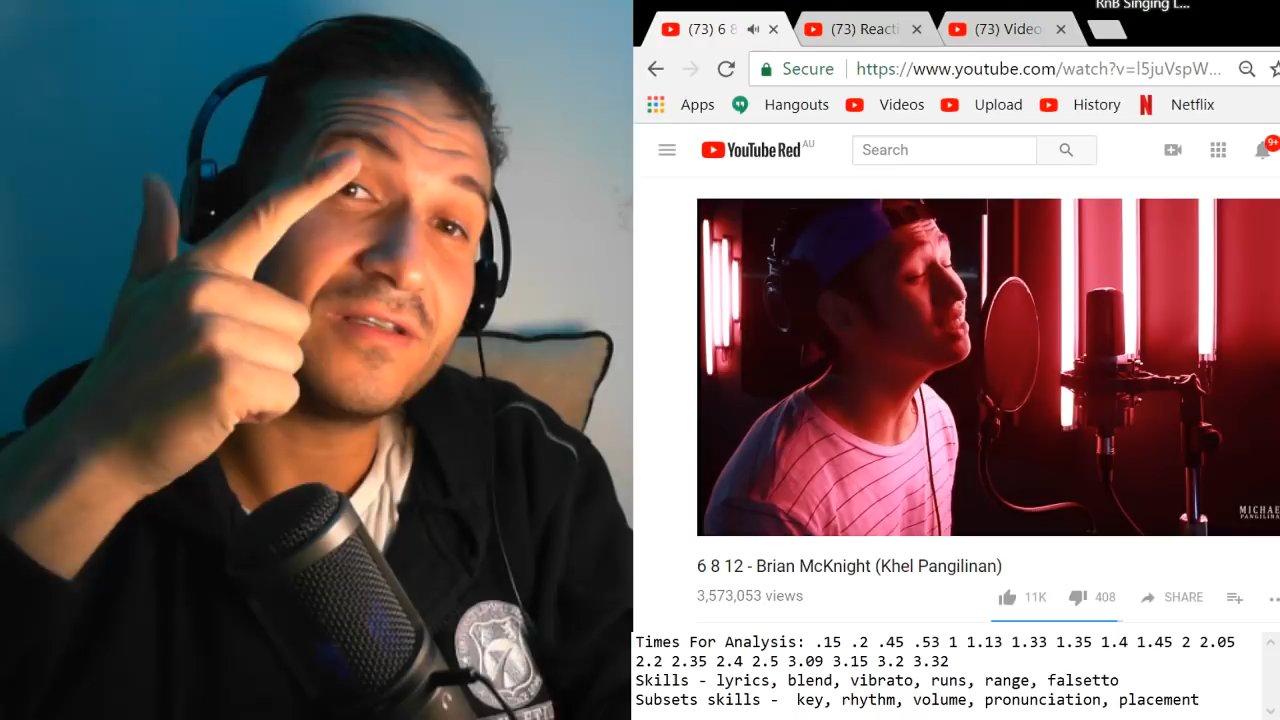 RnB Singing L...
(73) 6 8
(73) Reacti
(73) Video
Secure
https://www.youtube.com/watch?v=l5juVspW...
Apps
Hangouts
Videos
Upload
History
Netflix
YouTube Red AU
Search
9+
MICHAE
PANGILINA
6 8 12 - Brian McKnight (Khel Pangilinan)
3,573,053 views
11K
408
SHARE
Times For Analysis: .15 .2 .45 .53 1 1.13 1.33 1.35 1.4 1.45 2 2.05
2.2 2.35 2.4 2.5 3.09 3.15 3.2 3.32
Skills - lyrics, blend, vibrato, runs, range, falsetto
Subsets skills - key, rhythm, volume, pronunciation, placement